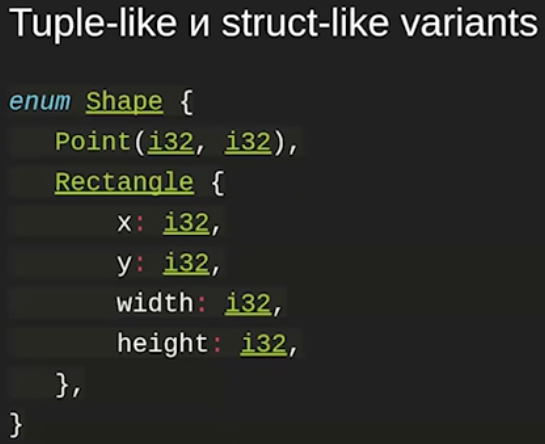 Tuple-like и struct-like variants
enum Shape {
Point(i32, i32),
Rectangle {
x: i32,
y: i32,
width: i32,
height: i32,
},
}